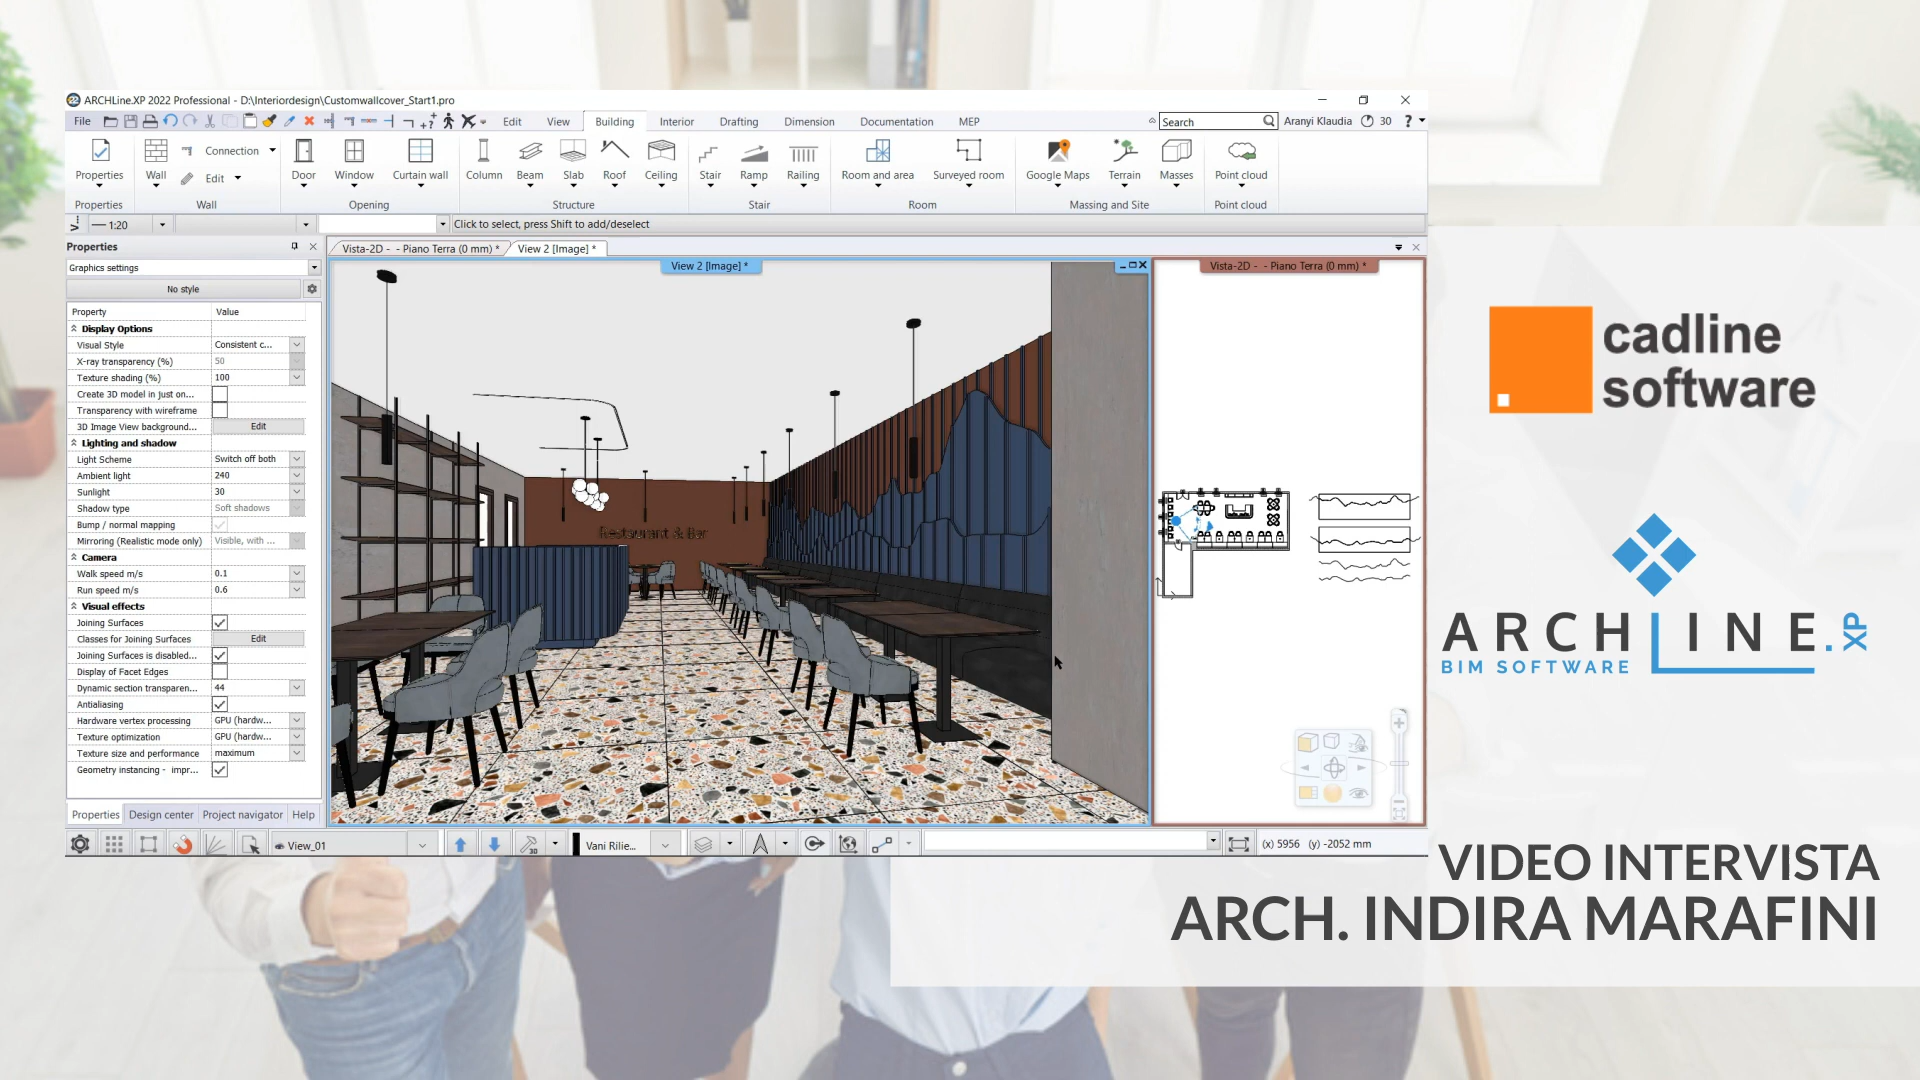 ARCHLine.XP 2022 Professional - D:\Interiordesign\Customwallcover_Start1.pro
File Edit View Building Interior Drafting Dimension Documentation MEP Search Aranyi Klaudia 30 ?
Properties Wall Connection Edit Door Window Curtain wall Column Beam Slab Roof Ceiling Stair Ramp Railing Room and area Surveyed room Google Maps Terrain Masses Point cloud
Properties Wall Opening Structure Stair Room Massing and Site Point cloud
1:20 Click to select, press Shift to add/deselect
Properties
Vista-2D - - Piano Terra (0 mm) * View 2 [Image] *
Graphics settings
View 2 [Image] * Vista-2D - - Piano Terra (0 mm) *
No style
Property Value
Display Options
Visual Style Consistent c...
X-ray transparency (%) 50
Texture shading (%) 100
Create 3D model in just on...
Transparency with wireframe
3D Image View background... Edit
Lighting and shadow
Light Scheme Switch off both
Ambient light 240
Sunlight 30
Shadow type Soft shadows
Bump / normal mapping
Mirroring (Realistic mode only) Visible, with ...
Camera
Walk speed m/s 0.1
Run speed m/s 0.6
Visual effects
Joining Surfaces
Classes for Joining Surfaces Edit
Joining Surfaces is disabled...
Display of Facet Edges
Dynamic section transparen... 44
Antialiasing
Hardware vertex processing GPU (hardw...
Texture optimization GPU (hardw...
Texture size and performance maximum
Geometry instancing - impr...
Restaurant & Bar
Properties Design center Project navigator Help
View_01 30 Vani Rilie... (x) 5956 (y) -2052 mm
cadline
software
ARCHLINE.XP
BIM SOFTWARE
VIDEO INTERVISTA
ARCH. INDIRA MARAFINI